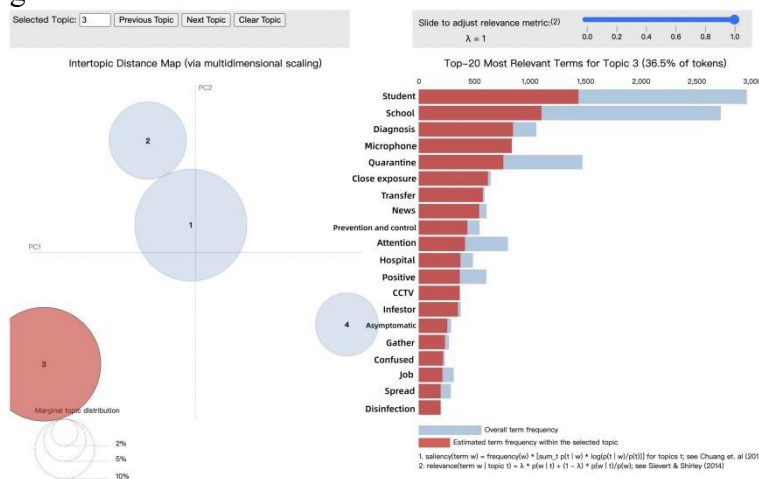 g
Selected Topic: 3 Previous Topic Next Topic Clear Topic
Slide to adjust relevance metric:(2)
λ = 1
0.0 0.2 0.4 0.6 0.8 1.0
Intertopic Distance Map (via multidimensional scaling)
PC2
PC1
2
1
3
4
Marginal topic distribution
2%
5%
10%
Top-20 Most Relevant Terms for Topic 3 (36.5% of tokens)
0 500 1,000 1,500 2,000 2,500 3,00
Student
School
Diagnosis
Microphone
Quarantine
Close exposure
Transfer
News
Prevention and control
Attention
Hospital
Positive
CCTV
Infestor
Asymptomatic
Gather
Confused
Job
Spread
Disinfection
Overall term frequency
Estimated term frequency within the selected topic
1. saliency(term w) = frequency(w) * [sum_t p(t | w) * log(p(t | w)/p(t))] for topics t; see Chuang et. al (201
2. relevance(term w | topic t) = λ * p(w | t) + (1 − λ) * p(w | t)/p(w); see Sievert & Shirley (2014)